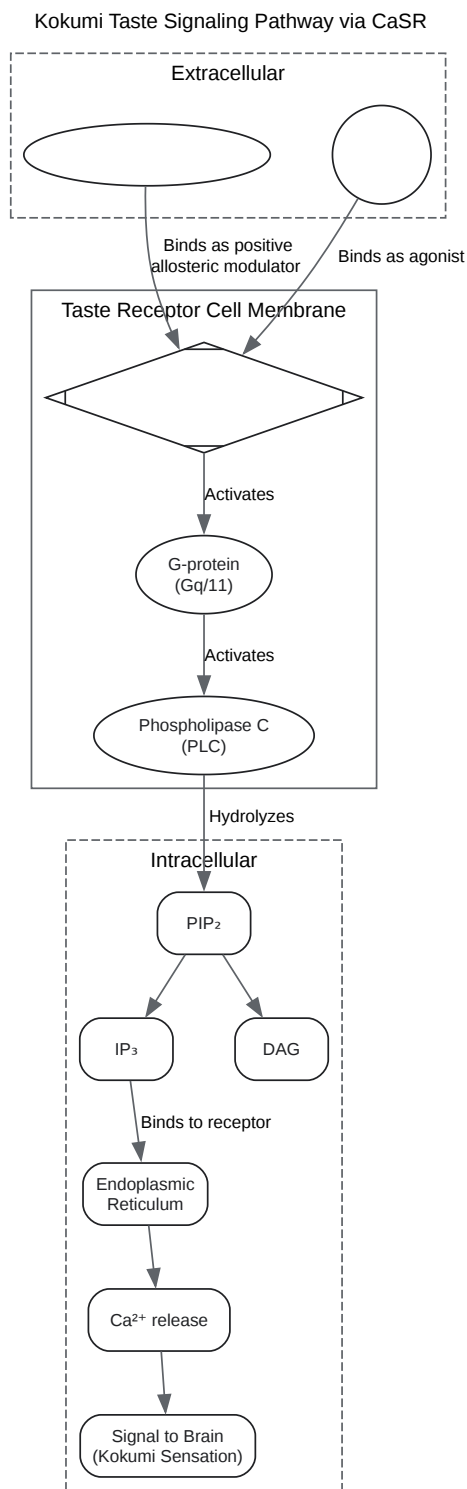 Kokumi Taste Signaling Pathway via CaSR
Extracellular
Binds as positive
allosteric modulator
Binds as agonist
Taste Receptor Cell Membrane
Activates
G-protein
(Gq/11)
Activates
Phospholipase C
(PLC)
Hydrolyzes
Intracellular
PIP₂
IP₃
DAG
Binds to receptor
Endoplasmic
Reticulum
Ca²⁺ release
Signal to Brain
(Kokumi Sensation)